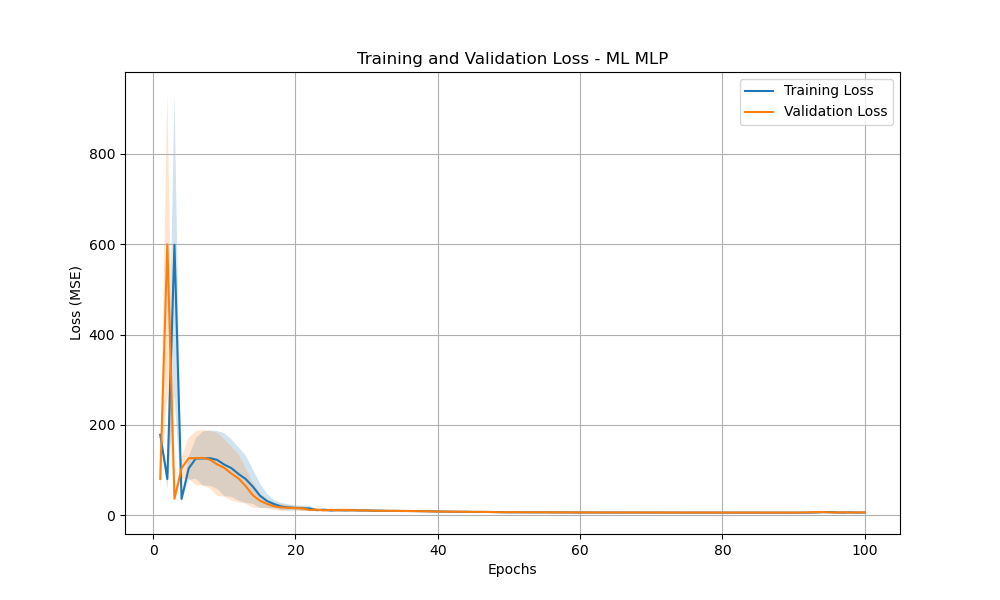 Training and Validation Loss - ML MLP
Training Loss
Validation Loss
Loss (MSE)
800
600
400
200
0
0 20 40 60 80 100
Epochs